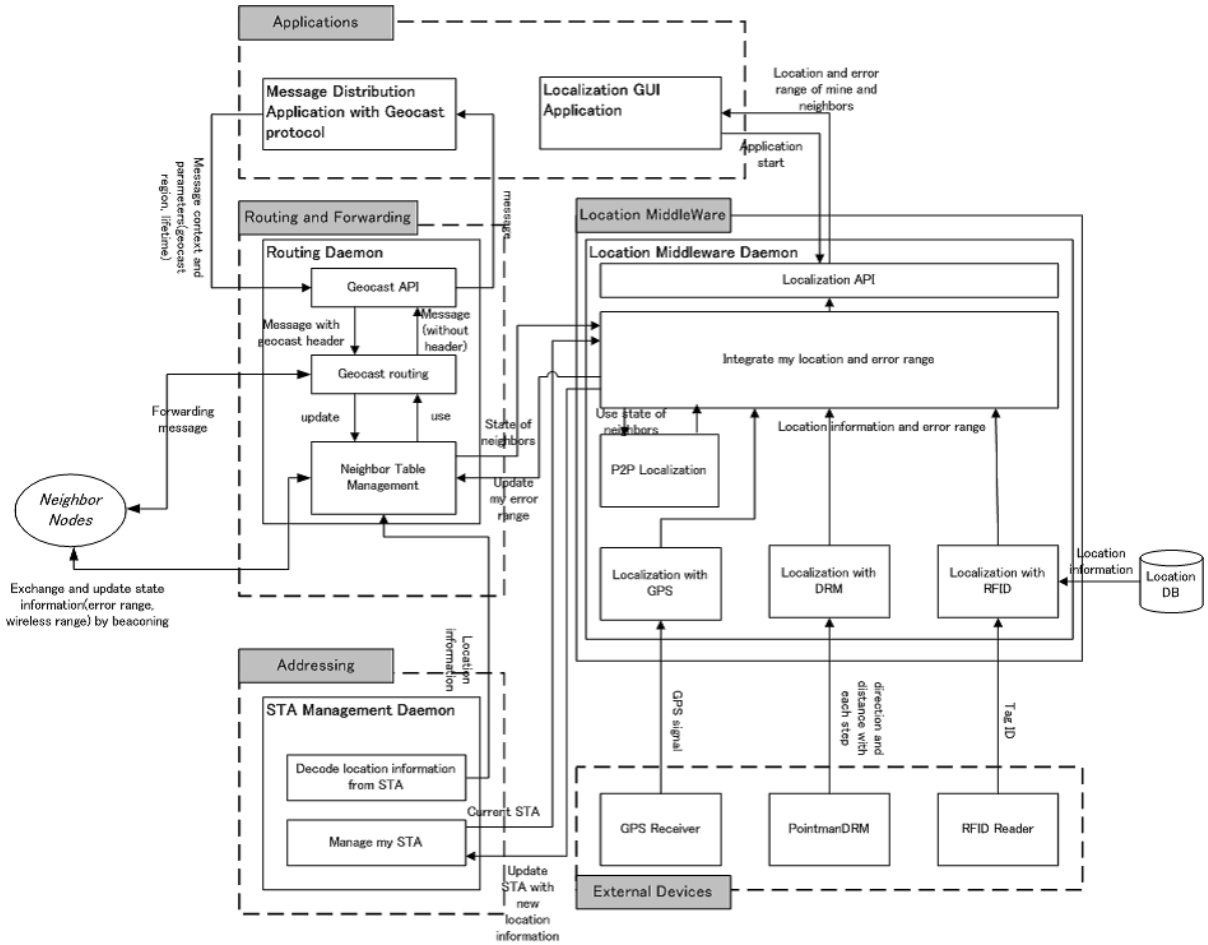 Applications
Message Distribution
Application with Geocast
protocol
Localization GUI
Application
Location and error
range of mine and
neighbors
Application
start
Message context and
parameters(geocast
region, lifetime)
message
Routing and Forwarding
Routing Daemon
Geocast API
Message with
geocast header
Message
(without
header)
Geocast routing
update
use
Neighbor Table
Management
Forwarding
message
Neighbor
Nodes
Exchange and update state
information(error range,
wireless range) by beaconing
State of
neighbors
Update
my error
range
Location MiddleWare
Location Middleware Daemon
Localization API
Integrate my location and error range
Use state of
neighbors
Location information and error range
P2P Localization
Localization with
GPS
Localization with
DRM
Localization with
RFID
Location
information
Location
DB
Addressing
Location
information
STA Management Daemon
Decode location information
from STA
Manage my STA
Current STA
Update
STA with
new
location
information
GPS signal
direction and
distance with
each step
Tag ID
GPS Receiver
PointmanDRM
RFID Reader
External Devices